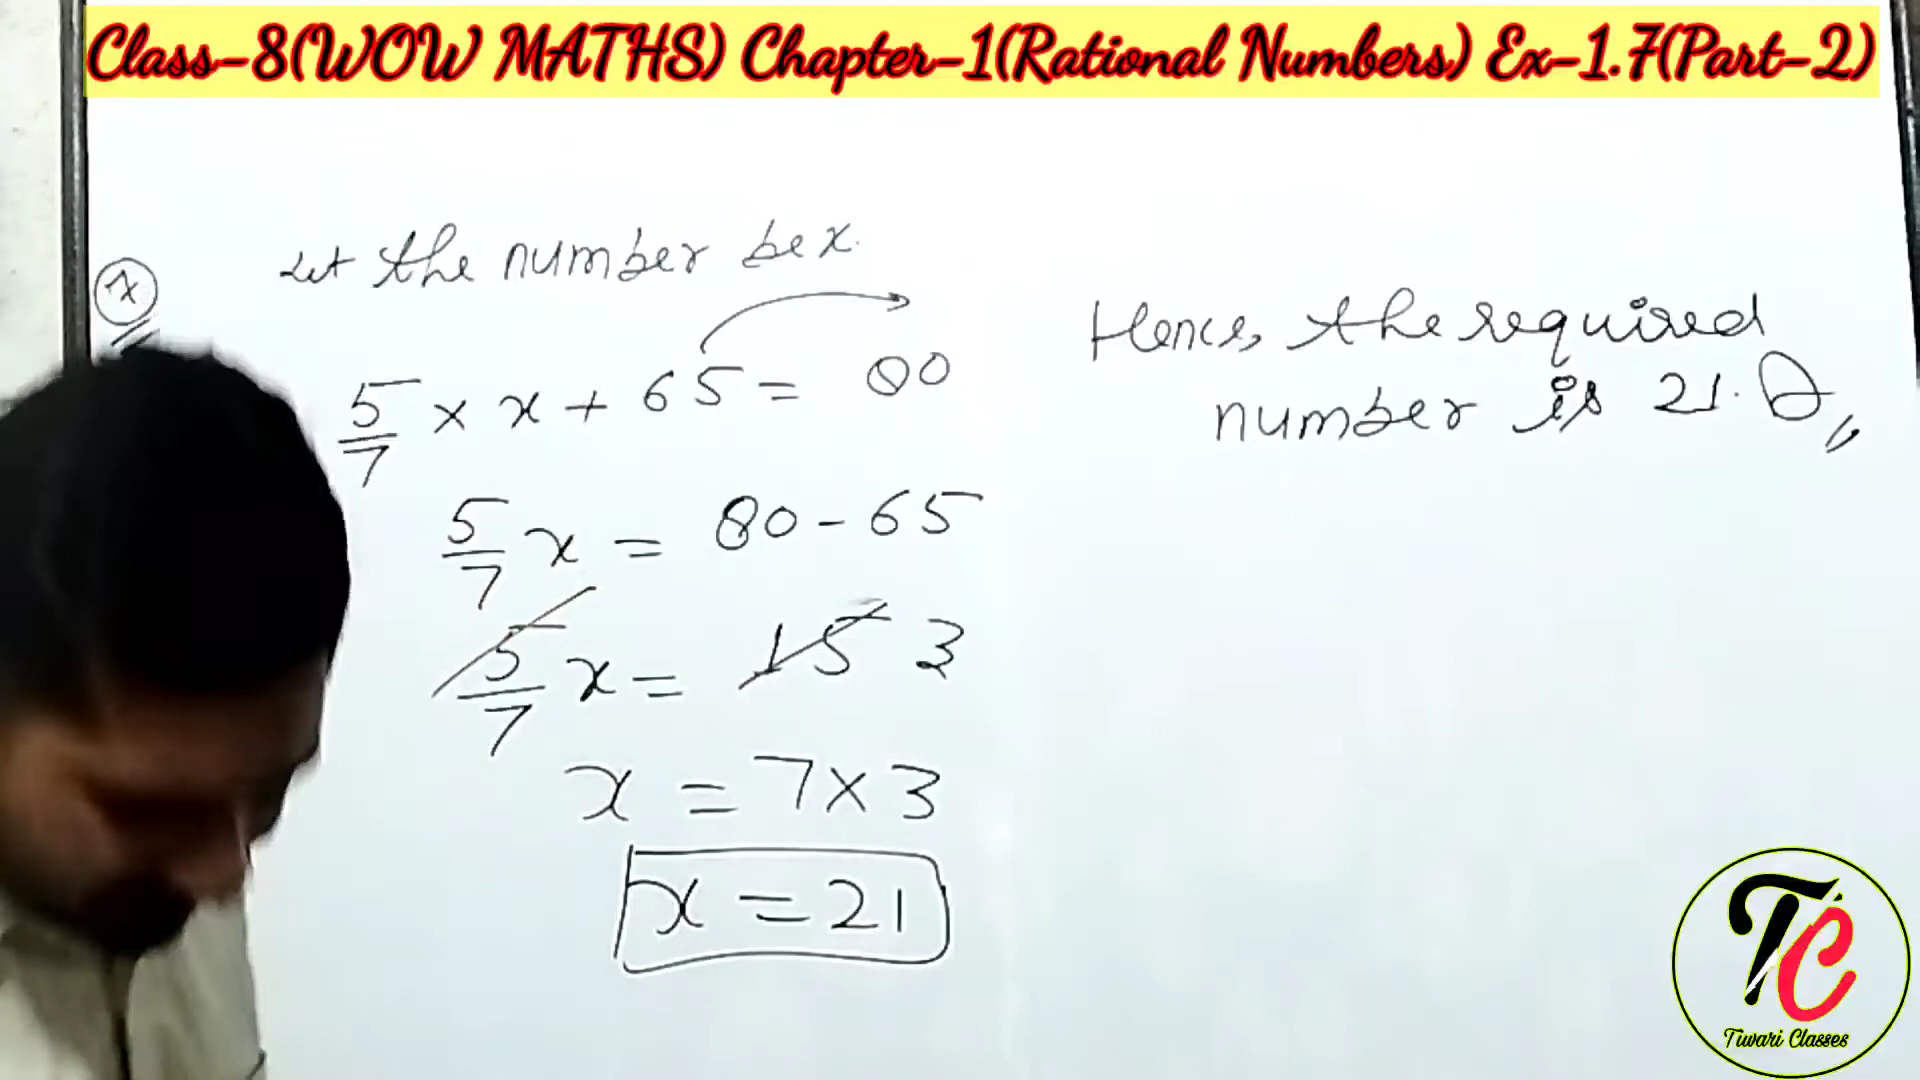 Class-8(WOW MATHS) Chapter-1(Rational Numbers) Ex-1.7(Part-2)
Let the number be x.
5/7 × x + 65 = 80
5/7 x = 80 - 65
5/7 x = 15 3
x = 7×3
x = 21
Hence, the required
number is 21.
TC
Tiwari Classes